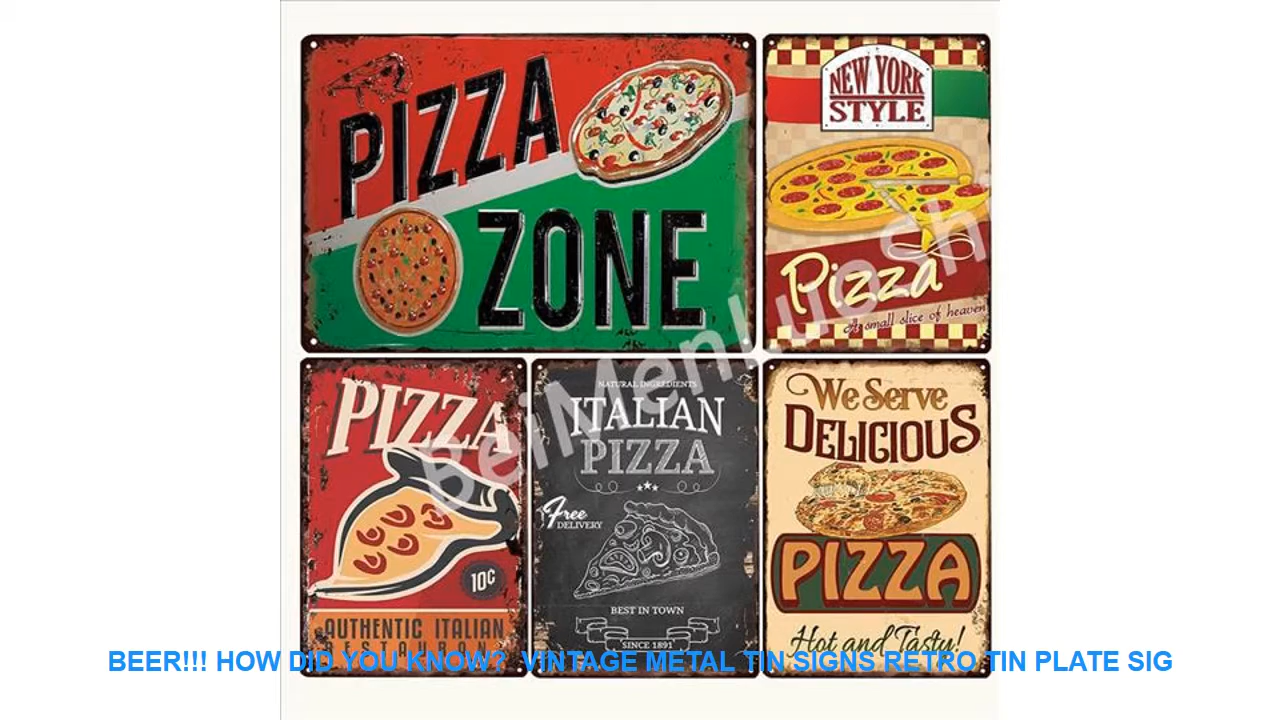 PIZZA
ZONE
NEW YORK
STYLE
Pizza
A small slice of heaven
PIZZA
10¢
AUTHENTIC ITALIAN
RESTAURANT
NATURAL INGREDIENTS
ITALIAN
PIZZA
Free
DELIVERY
BEST IN TOWN
SINCE 1891
We Serve
DELICIOUS
PIZZA
Hot and Tasty!
BeiMenLuoShi
BEER!!! HOW DID YOU KNOW? VINTAGE METAL TIN SIGNS RETRO TIN PLATE SIG